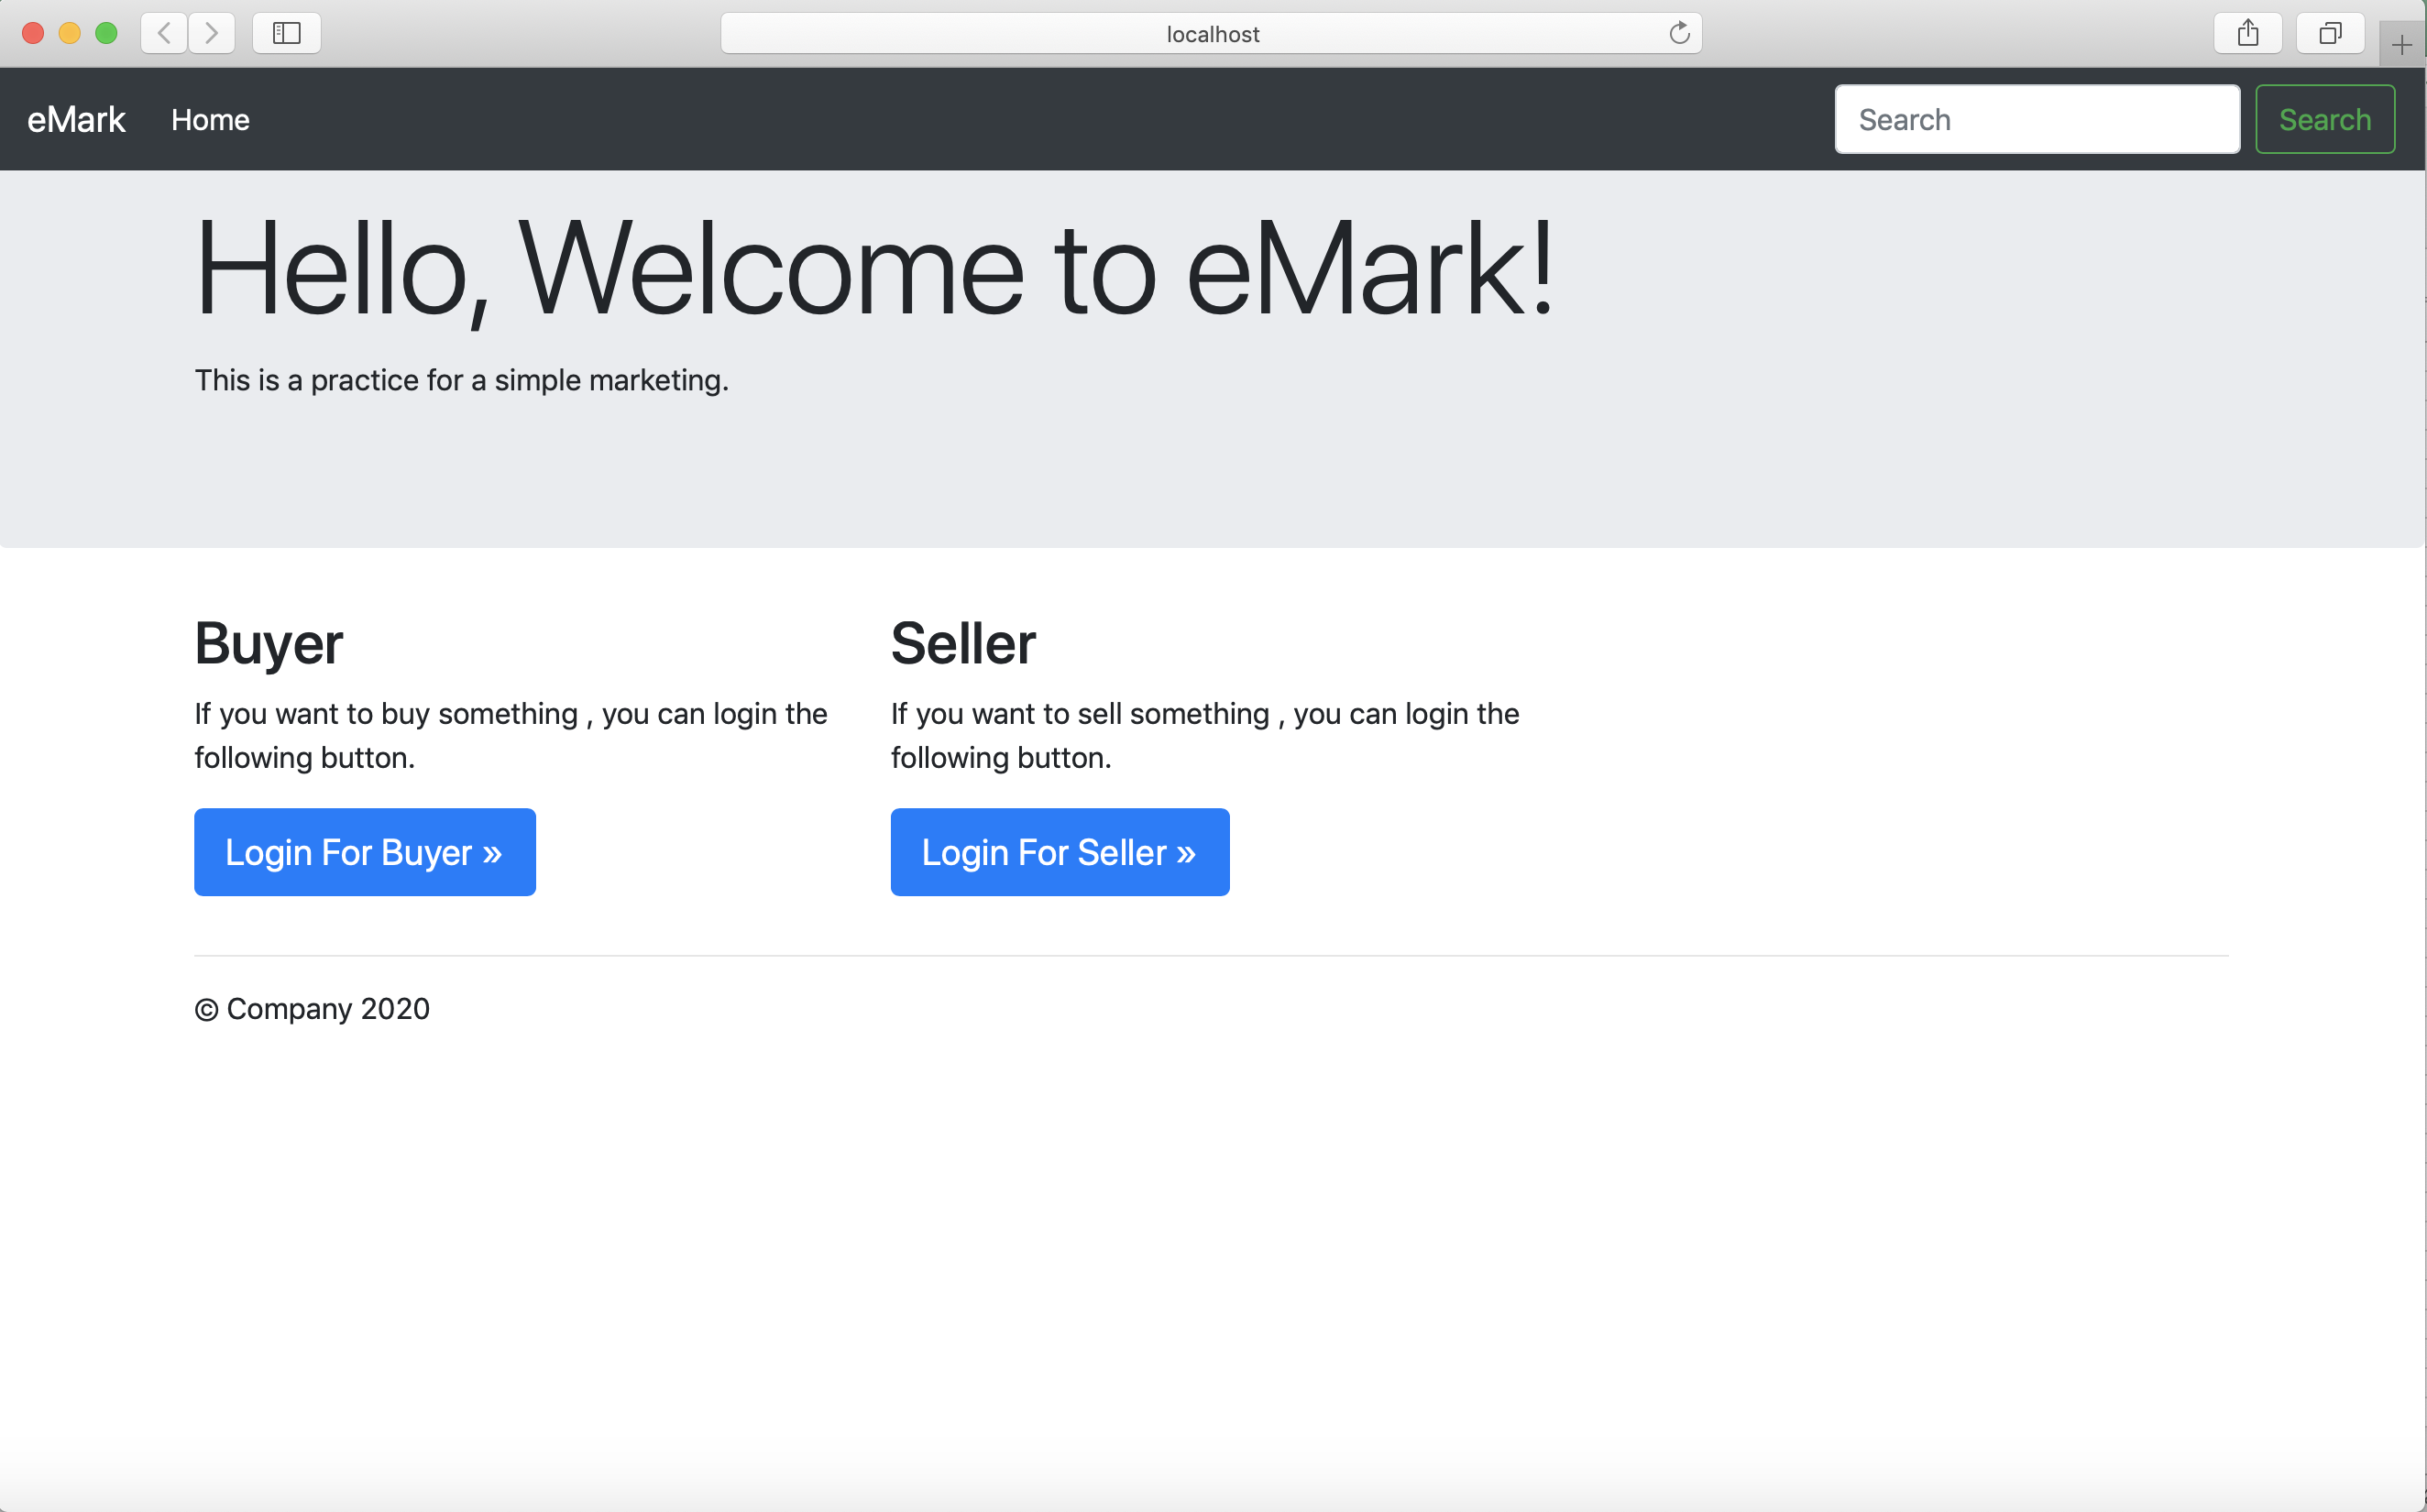 localhost
eMark Home Search Search
Hello, Welcome to eMark!
This is a practice for a simple marketing.
Buyer
If you want to buy something , you can login the
following button.
Login For Buyer »
Seller
If you want to sell something , you can login the
following button.
Login For Seller »
© Company 2020